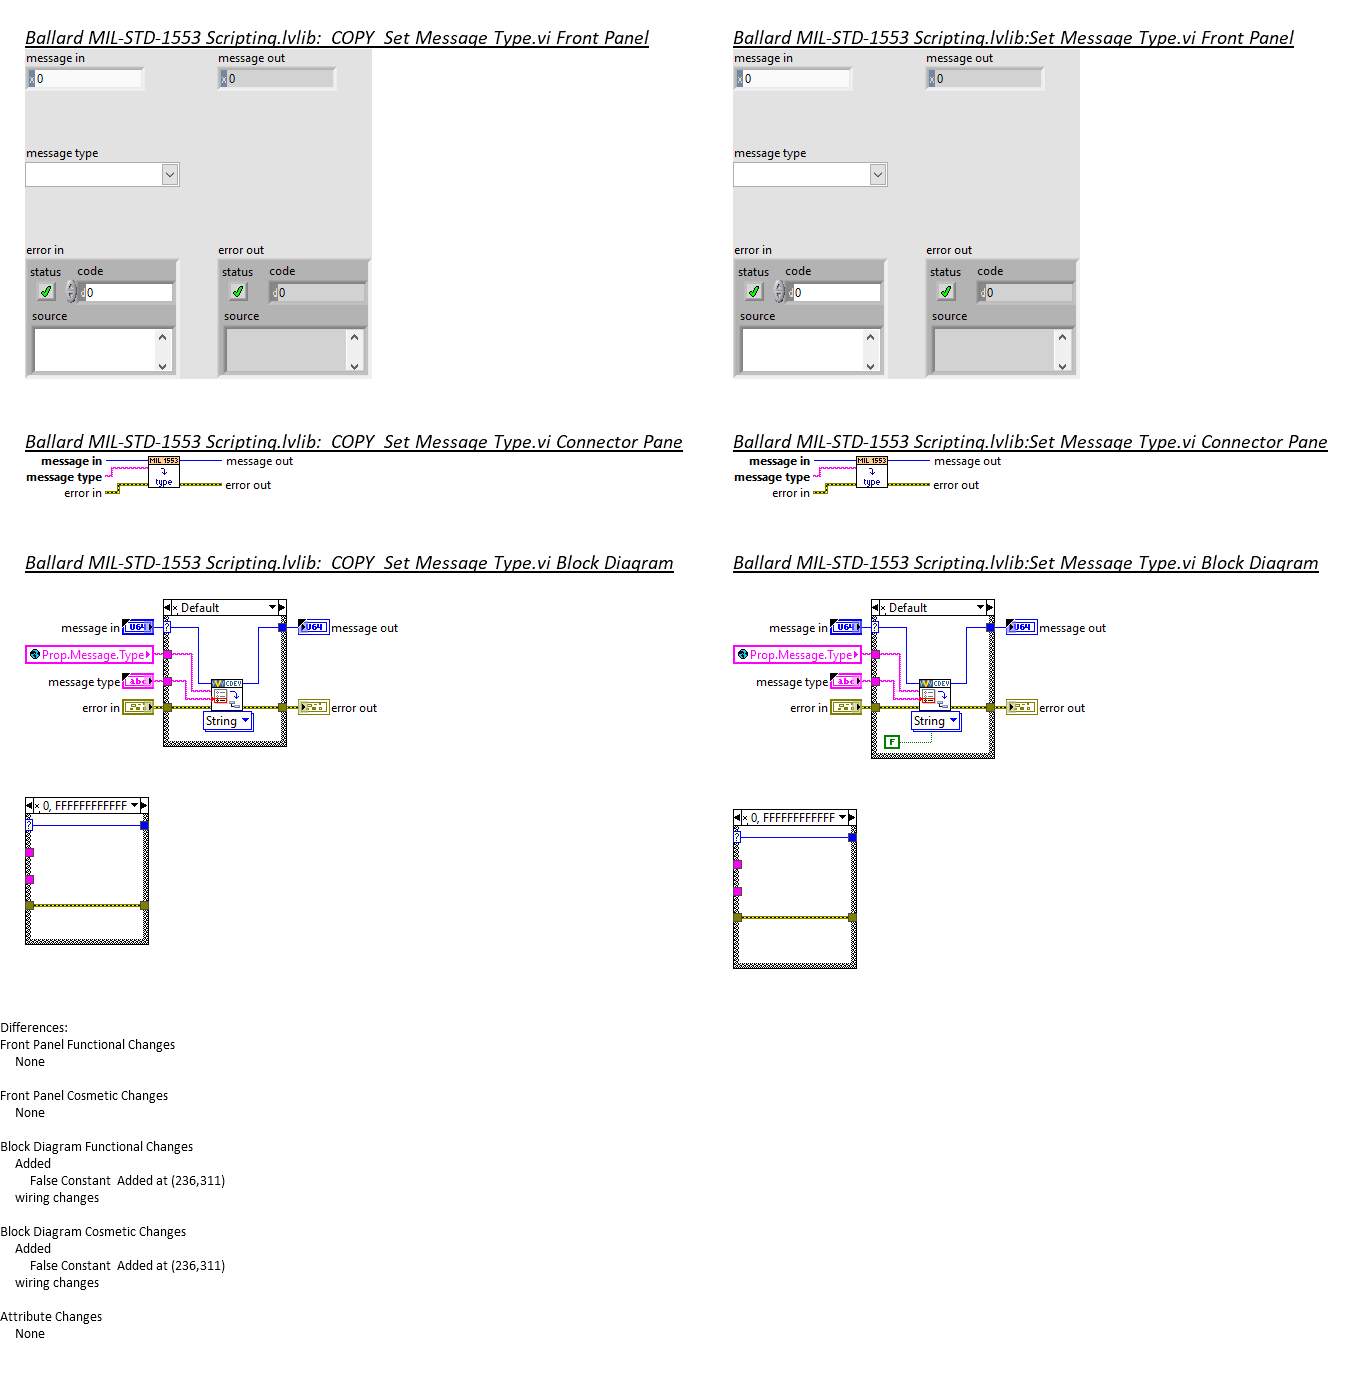 Ballard MIL-STD-1553 Scripting.lvlib:  COPY  Set Message Type.vi Front Panel
message in
message out
x 0
x 0
message type
error in
error out
status code
status code
d 0
d 0
source
source
Ballard MIL-STD-1553 Scripting.lvlib:Set Message Type.vi Front Panel
message in
message out
x 0
x 0
message type
error in
error out
status code
status code
d 0
d 0
source
source
Ballard MIL-STD-1553 Scripting.lvlib:  COPY  Set Message Type.vi Connector Pane
message in
message type
error in
MIL 1553
type
message out
error out
Ballard MIL-STD-1553 Scripting.lvlib:Set Message Type.vi Connector Pane
message in
message type
error in
MIL 1553
type
message out
error out
Ballard MIL-STD-1553 Scripting.lvlib:  COPY  Set Message Type.vi Block Diagram
Default
message in U64
?
U64 message out
Prop.Message.Type
message type abc
CDEV
error in
error out
String
x 0, FFFFFFFFFFFF
?
Ballard MIL-STD-1553 Scripting.lvlib:Set Message Type.vi Block Diagram
Default
message in U64
?
U64 message out
Prop.Message.Type
message type abc
CDEV
error in
error out
String
F
x 0, FFFFFFFFFFFF
?
Differences:
Front Panel Functional Changes
None
Front Panel Cosmetic Changes
None
Block Diagram Functional Changes
Added
False Constant  Added at (236,311)
wiring changes
Block Diagram Cosmetic Changes
Added
False Constant  Added at (236,311)
wiring changes
Attribute Changes
None